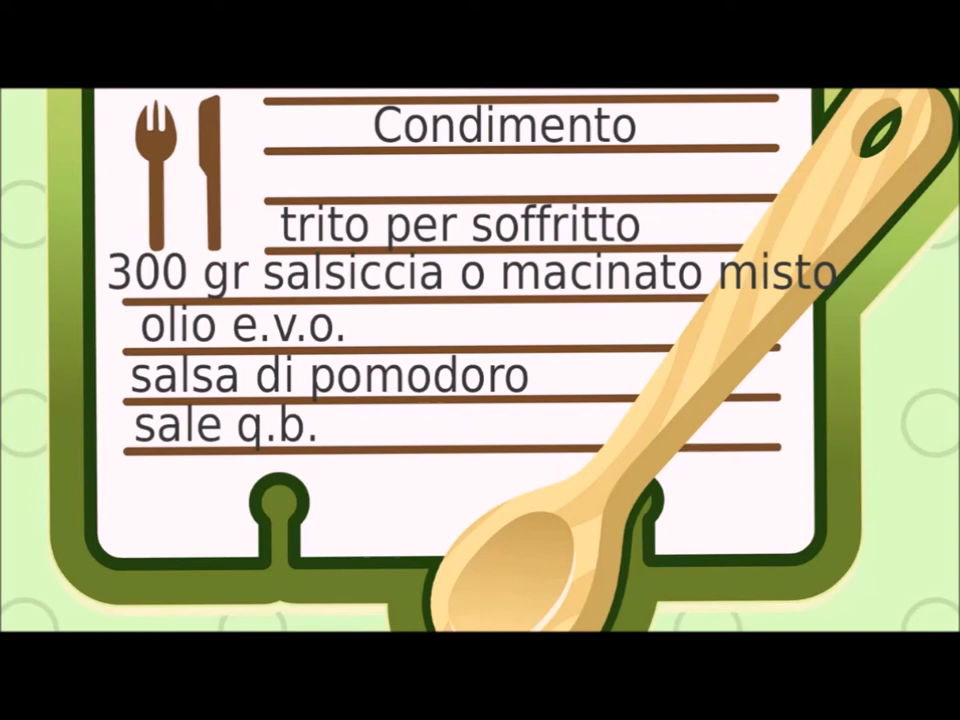 Condimento
trito per soffritto
300 gr salsiccia o macinato misto
olio e.v.o.
salsa di pomodoro
sale q.b.